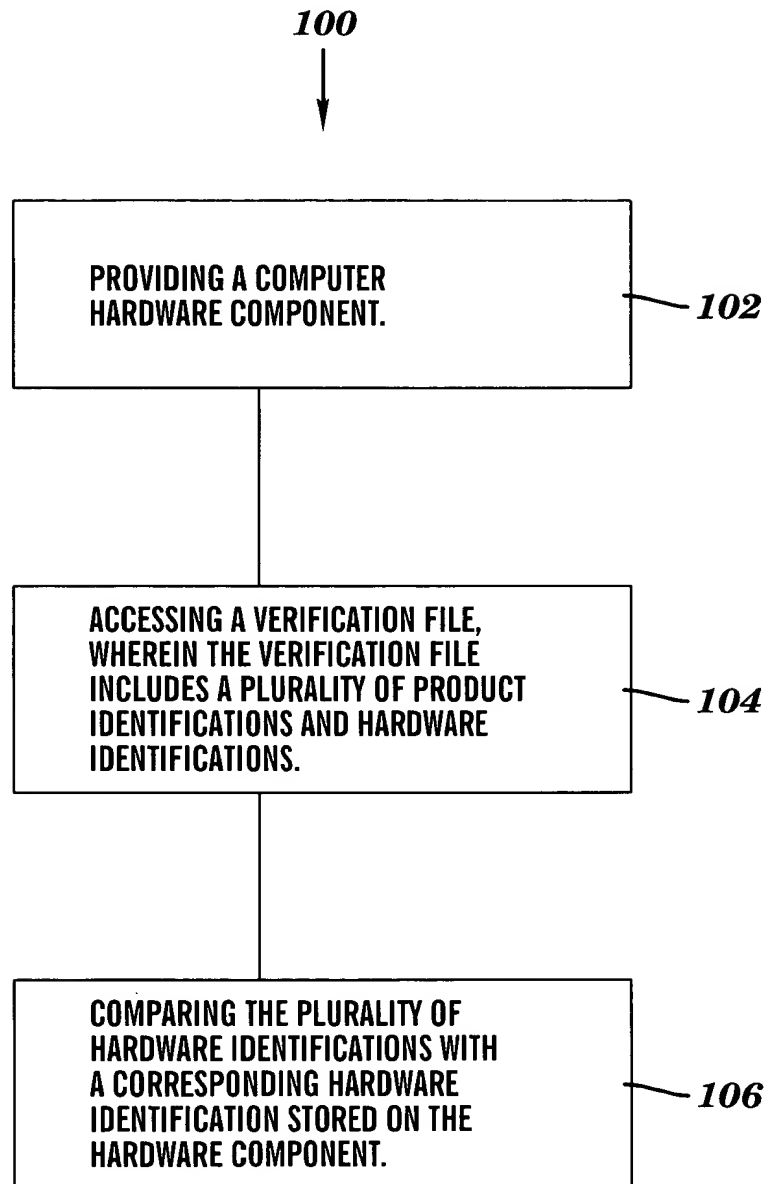 100
PROVIDING A COMPUTER
HARDWARE COMPONENT.
102
ACCESSING A VERIFICATION FILE,
WHEREIN THE VERIFICATION FILE
INCLUDES A PLURALITY OF PRODUCT
IDENTIFICATIONS AND HARDWARE
IDENTIFICATIONS.
104
COMPARING THE PLURALITY OF
HARDWARE IDENTIFICATIONS WITH
A CORRESPONDING HARDWARE
IDENTIFICATION STORED ON THE
HARDWARE COMPONENT.
106